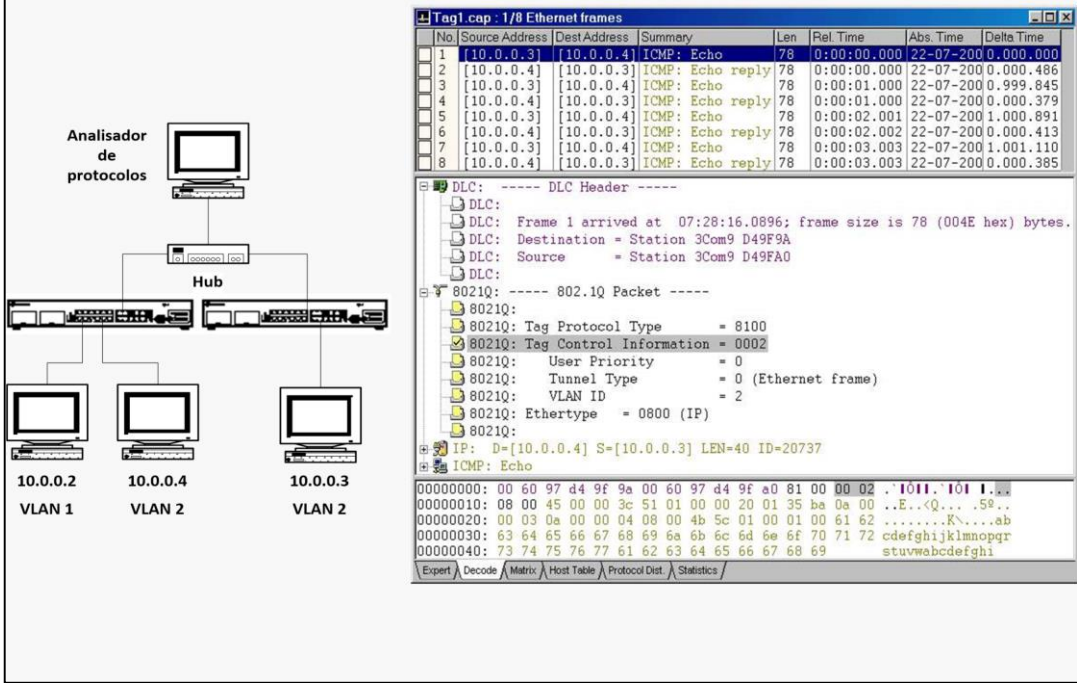 Analisador
de
protocolos
Hub
10.0.0.2
VLAN 1
10.0.0.4
VLAN 2
10.0.0.3
VLAN 2
Tag1.cap : 1/8 Ethernet frames
No. Source Address Dest Address Summary Len Rel. Time Abs. Time Delta Time
1 [10.0.0.3] [10.0.0.4] ICMP: Echo 78 0:00:00.000 22-07-200 0.000.000
2 [10.0.0.4] [10.0.0.3] ICMP: Echo reply 78 0:00:00.000 22-07-200 0.000.486
3 [10.0.0.3] [10.0.0.4] ICMP: Echo 78 0:00:01.000 22-07-200 0.999.845
4 [10.0.0.4] [10.0.0.3] ICMP: Echo reply 78 0:00:01.000 22-07-200 0.000.379
5 [10.0.0.3] [10.0.0.4] ICMP: Echo 78 0:00:02.001 22-07-200 1.000.891
6 [10.0.0.4] [10.0.0.3] ICMP: Echo reply 78 0:00:02.002 22-07-200 0.000.413
7 [10.0.0.3] [10.0.0.4] ICMP: Echo 78 0:00:03.003 22-07-200 1.001.110
8 [10.0.0.4] [10.0.0.3] ICMP: Echo reply 78 0:00:03.003 22-07-200 0.000.385
DLC: ----- DLC Header -----
DLC:
DLC: Frame 1 arrived at 07:28:16.0896; frame size is 78 (004E hex) bytes.
DLC: Destination = Station 3Com9 D49F9A
DLC: Source = Station 3Com9 D49FA0
DLC:
8021Q: ----- 802.1Q Packet -----
8021Q:
8021Q: Tag Protocol Type = 8100
8021Q: Tag Control Information = 0002
8021Q: User Priority = 0
8021Q: Tunnel Type = 0 (Ethernet frame)
8021Q: VLAN ID = 2
8021Q: Ethertype = 0800 (IP)
8021Q:
IP: D=[10.0.0.4] S=[10.0.0.3] LEN=40 ID=20737
ICMP: Echo
00000000: 00 60 97 d4 9f 9a 00 60 97 d4 9f a0 81 00 00 02
00000010: 08 00 45 00 00 3c 51 01 00 00 20 01 35 ba 0a 00 ..E..<Q... .5º..
00000020: 00 03 0a 00 00 04 08 00 4b 5c 01 00 01 00 61 62 ........K\....ab
00000030: 63 64 65 66 67 68 69 6a 6b 6c 6d 6e 6f 70 71 72 cdefghijklmnopqr
00000040: 73 74 75 76 77 61 62 63 64 65 66 67 68 69 stuvwabcdefghi
Expert Decode Matrix Host Table Protocol Dist. Statistics